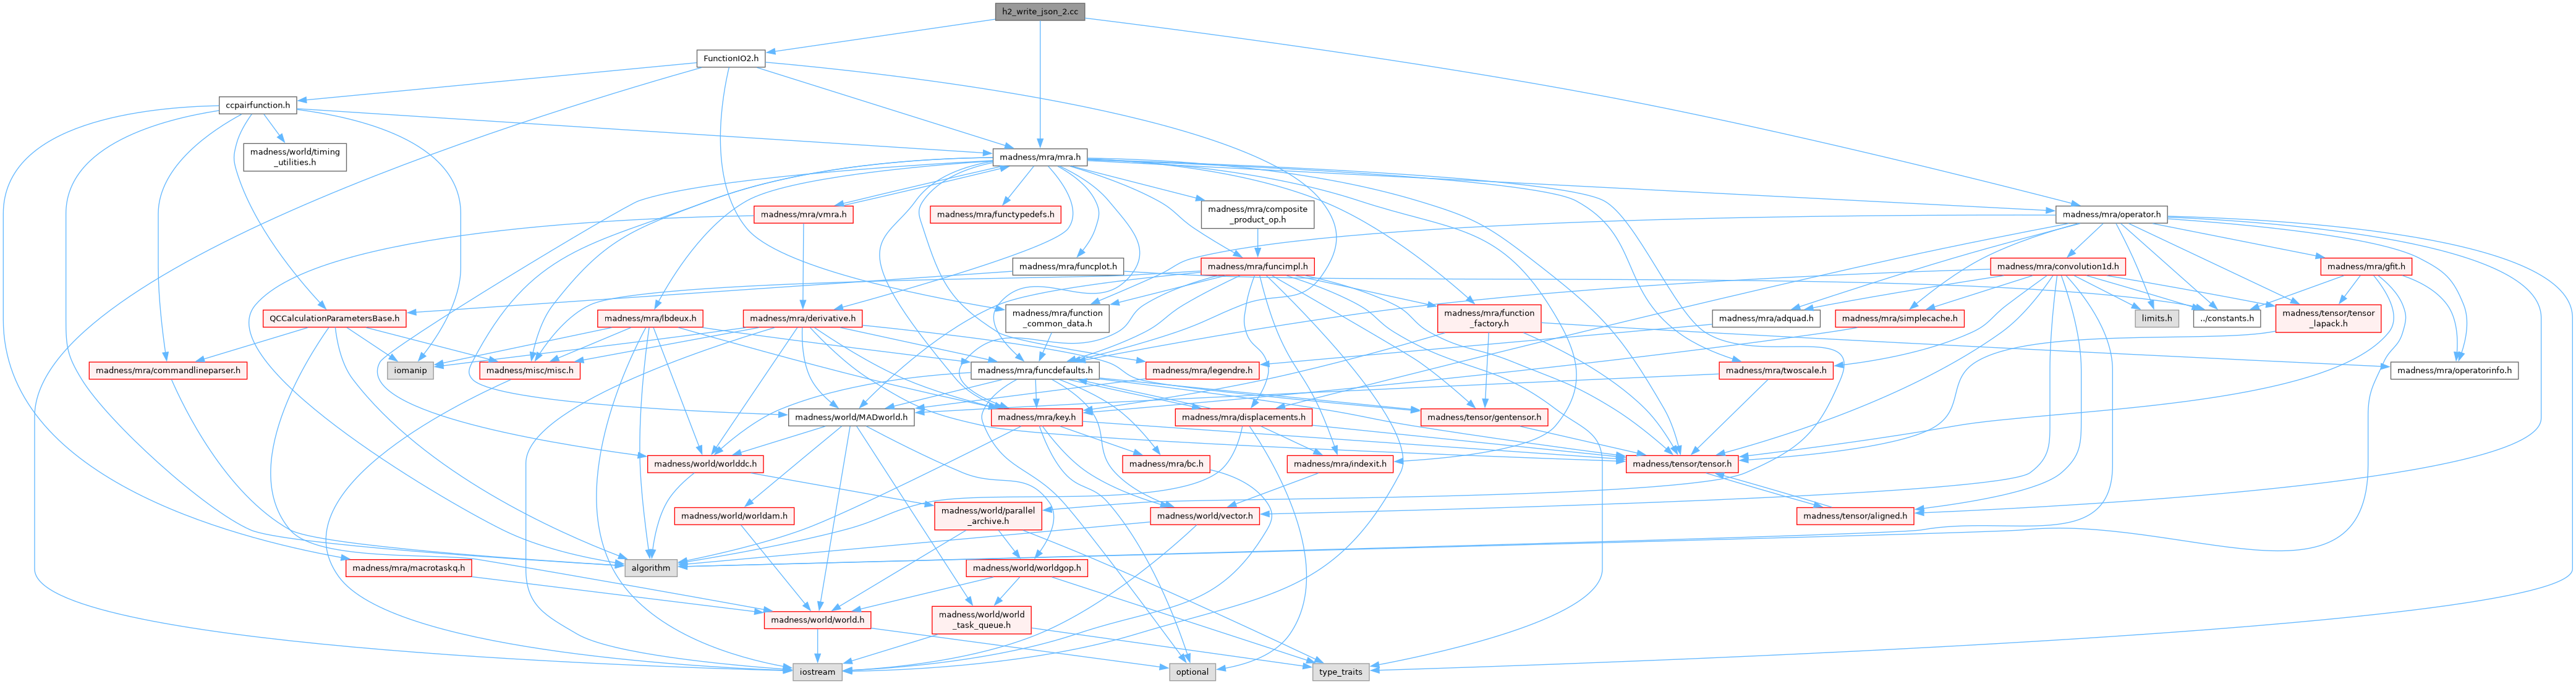 h2_write_json_2.cc
FunctionIO2.h
ccpairfunction.h
madness/world/timing
_utilities.h
madness/mra/mra.h
madness/mra/vmra.h
madness/mra/functypedefs.h
madness/mra/composite
_product_op.h
madness/mra/operator.h
madness/mra/funcplot.h
madness/mra/funcimpl.h
madness/mra/convolution1d.h
madness/mra/gfit.h
QCCalculationParametersBase.h
madness/mra/lbdeux.h
madness/mra/derivative.h
madness/mra/function
_common_data.h
madness/mra/function
_factory.h
madness/mra/adquad.h
madness/mra/simplecache.h
limits.h
../constants.h
madness/tensor/tensor
_lapack.h
madness/mra/commandlineparser.h
iomanip
madness/misc/misc.h
madness/mra/funcdefaults.h
madness/mra/legendre.h
madness/mra/twoscale.h
madness/mra/operatorinfo.h
madness/world/MADworld.h
madness/mra/key.h
madness/mra/displacements.h
madness/tensor/gentensor.h
madness/world/worlddc.h
madness/mra/bc.h
madness/mra/indexit.h
madness/tensor/tensor.h
madness/world/worldam.h
madness/world/parallel
_archive.h
madness/world/vector.h
madness/tensor/aligned.h
madness/mra/macrotaskq.h
algorithm
madness/world/worldgop.h
madness/world/world.h
madness/world/world
_task_queue.h
iostream
optional
type_traits